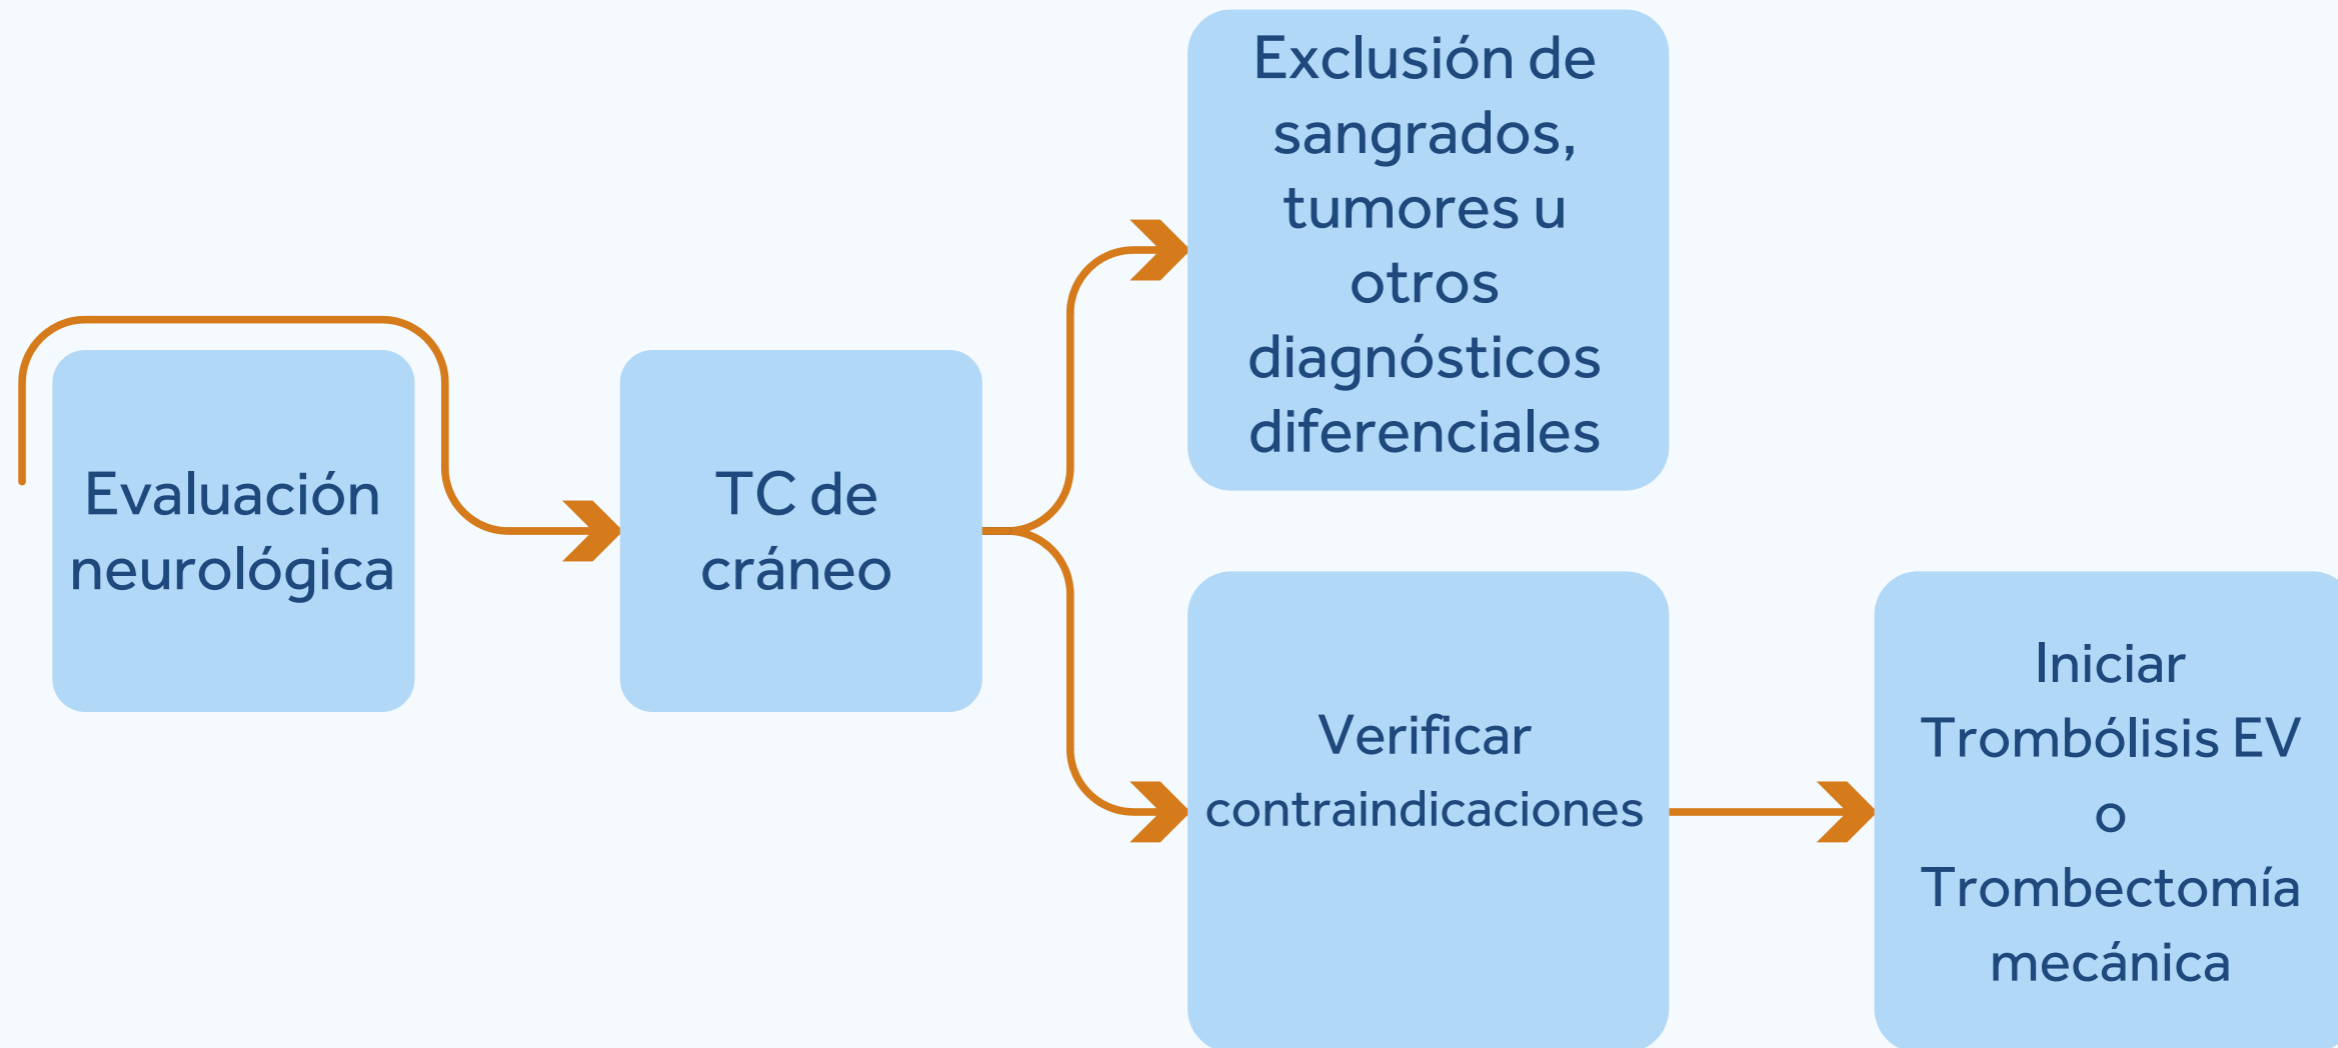 Evaluación
neurológica
TC de
cráneo
Exclusión de
sangrados,
tumores u
otros
diagnósticos
diferenciales
Verificar
contraindicaciones
Iniciar
Trombólisis EV
o
Trombectomía
mecánica